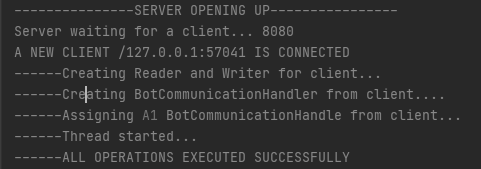 ---------------SERVER OPENING UP----------------
Server waiting for a client... 8080
A NEW CLIENT /127.0.0.1:57041 IS CONNECTED
------Creating Reader and Writer for client...
------Creating BotCommunicationHandler from client....
------Assigning A1 BotCommunicationHandle from client...
------Thread started...
------ALL OPERATIONS EXECUTED SUCCESSFULLY